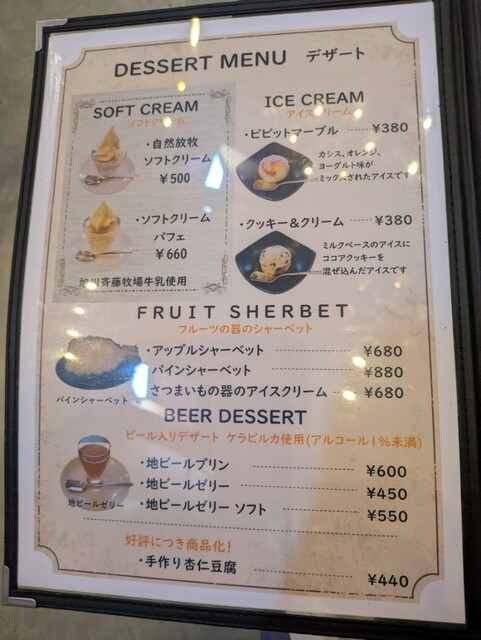 DESSERT MENU デザート
SOFT CREAM
ソフトクリーム
・自然放牧
ソフトクリーム
¥500
・ソフトクリーム
パフェ
¥660
旭川斉藤牧場牛乳使用
ICE CREAM
アイスクリーム
・ビビットマーブル ¥380
カシス、オレンジ、
ヨーグルト味が
ミックスされたアイスです
・クッキー&クリーム ¥380
ミルクベースのアイスに
ココアクッキーを
混ぜ込んだアイスです
FRUIT SHERBET
フルーツの器のシャーベット
・アップルシャーベット ¥680
・パインシャーベット ¥880
・さつまいもの器のアイスクリーム ¥680
パインシャーベット
BEER DESSERT
ビール入りデザート ケラピルカ使用(アルコール1%未満)
・地ビールプリン ¥600
・地ビールゼリー ¥450
・地ビールゼリー ソフト ¥550
地ビールゼリー
好評につき商品化!
・手作り杏仁豆腐 ¥440